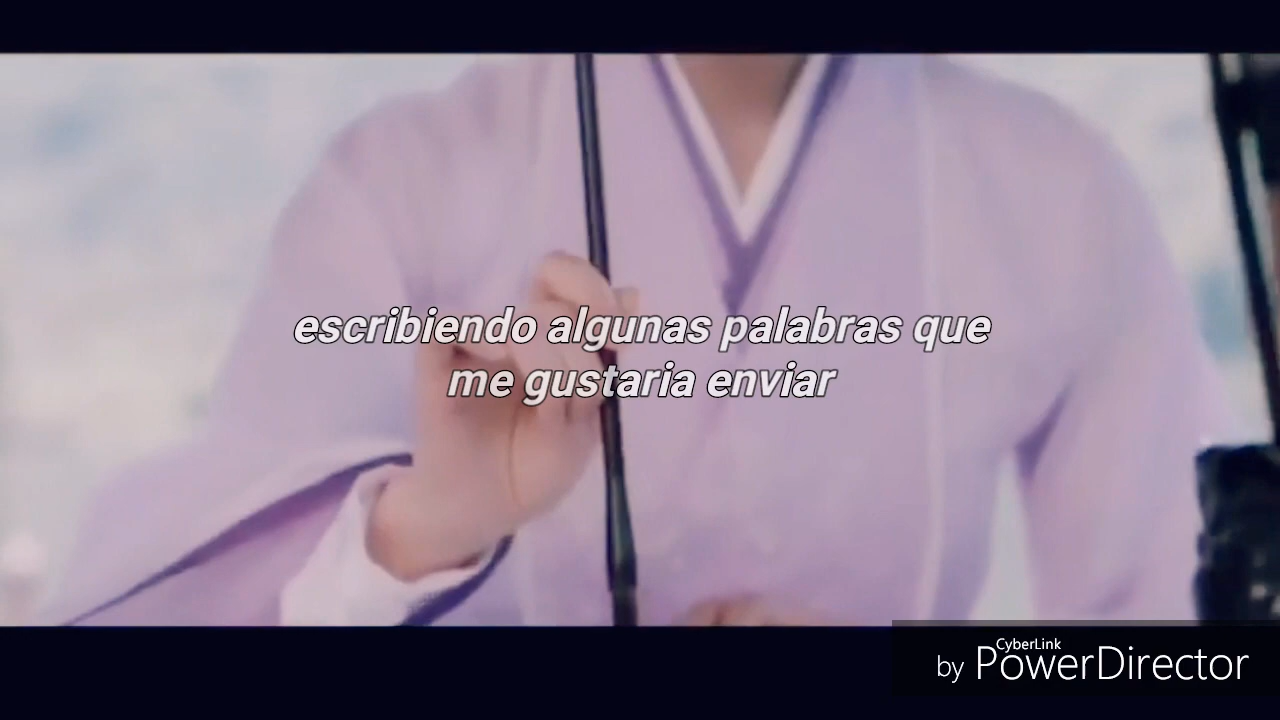 escribiendo algunas palabras que
me gustaria enviar
CyberLink
by PowerDirector